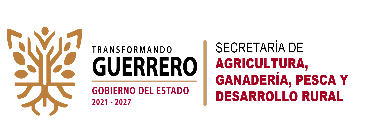 TRANSFORMANDO
GUERRERO
GOBIERNO DEL ESTADO
2021 - 2027
SECRETARÍA DE
AGRICULTURA,
GANADERÍA, PESCA Y
DESARROLLO RURAL